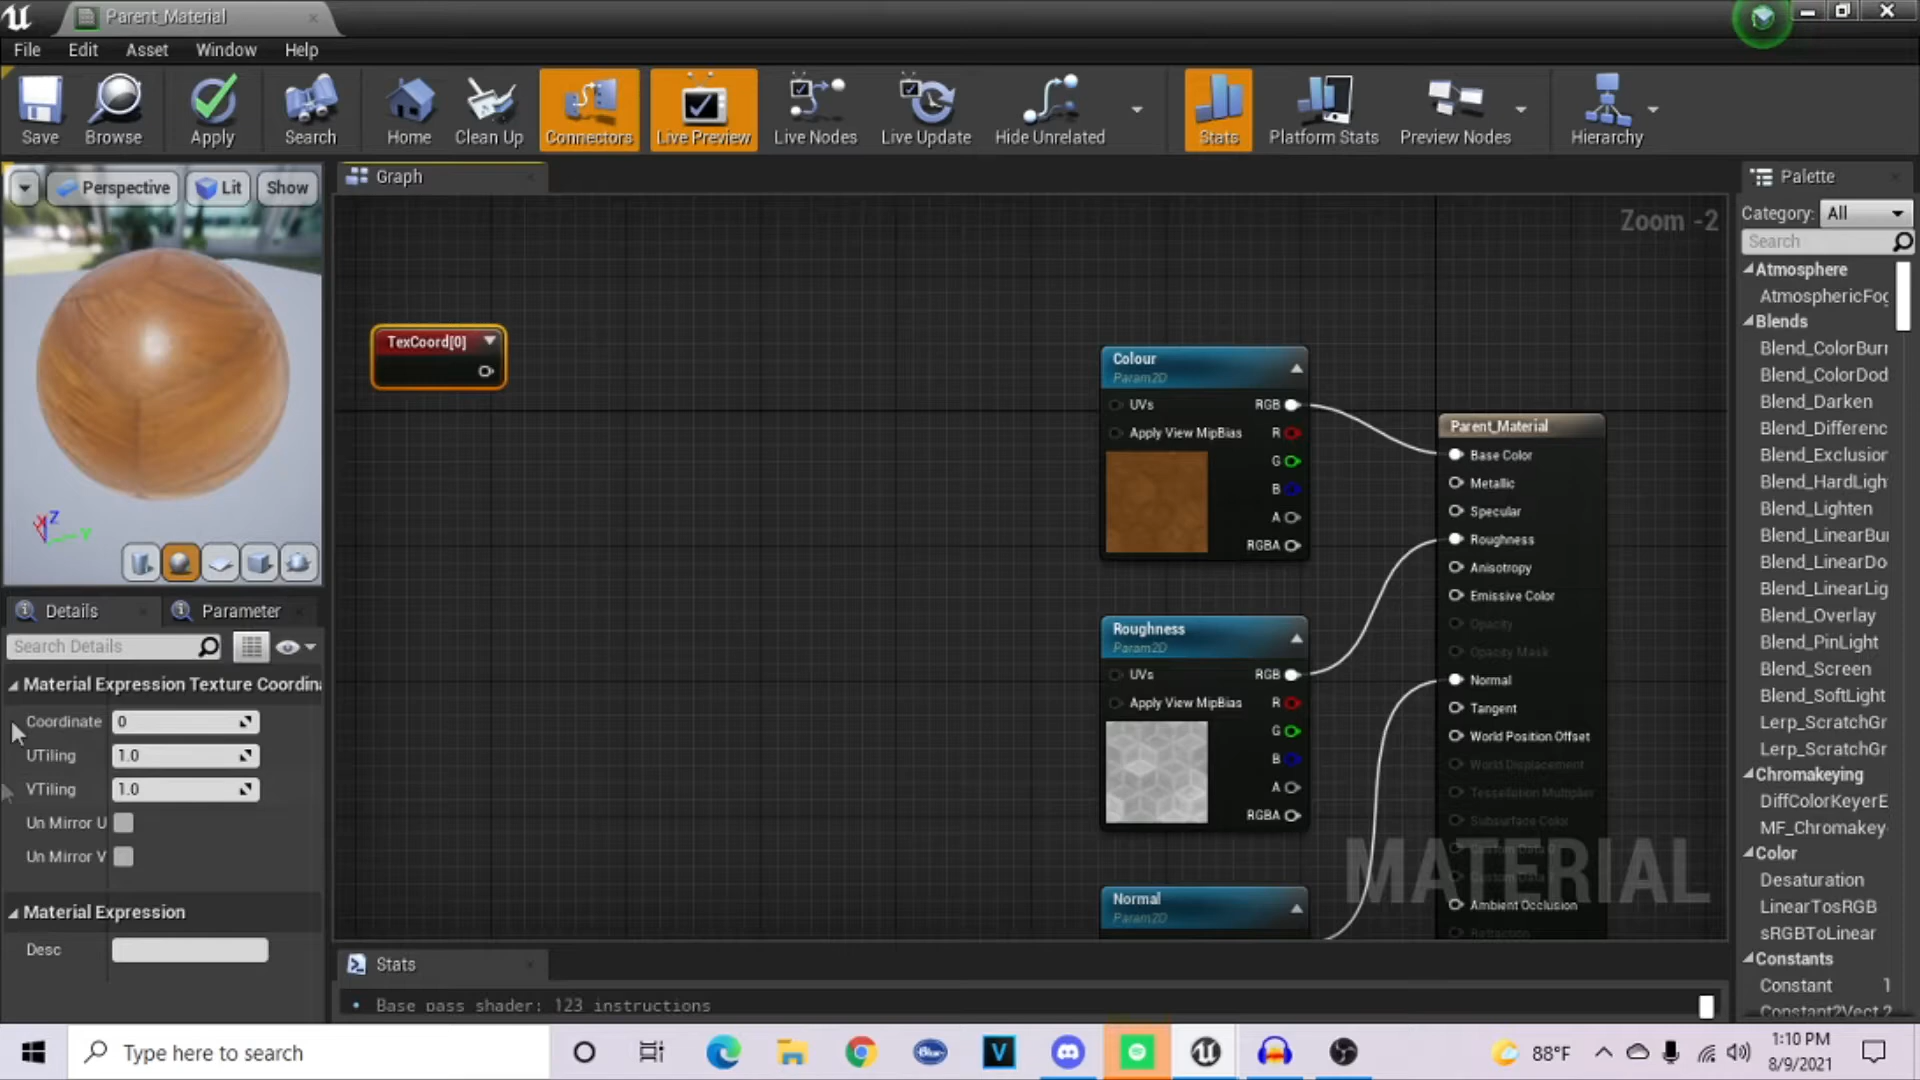 Parent_Material
File Edit Asset Window Help
Save Browse Apply Search Home Clean Up Connectors Live Preview Live Nodes Live Update Hide Unrelated Stats Platform Stats Preview Nodes Hierarchy
Perspective Lit Show
Graph
Zoom -2
TexCoord[0]
Colour
Param2D
UVs RGB
Apply View MipBias R
G
B
A
RGBA
Roughness
Param2D
UVs RGB
Apply View MipBias R
G
B
A
RGBA
Normal
Param2D
Parent_Material
Base Color
Metallic
Specular
Roughness
Anisotropy
Emissive Color
Opacity
Opacity Mask
Normal
Tangent
World Position Offset
World Displacement
Tessellation Multiplier
Subsurface Color
Ambient Occlusion
Refraction
MATERIAL
Palette
Category: All
Search
Atmosphere
AtmosphericFog
Blends
Blend_ColorBurn
Blend_ColorDod
Blend_Darken
Blend_Differenc
Blend_Exclusion
Blend_HardLigh
Blend_Lighten
Blend_LinearBu
Blend_LinearDo
Blend_LinearLig
Blend_Overlay
Blend_PinLight
Blend_Screen
Blend_SoftLight
Lerp_ScratchGr
Lerp_ScratchGr
Chromakeying
DiffColorKeyerE
MF_Chromakey
Color
Desaturation
LinearTosRGB
sRGBToLinear
Constants
Constant 1
Constant2Vect 2
Z
Y
X
Details Parameter
Search Details
Material Expression Texture Coordina
Coordinate 0
UTiling 1.0
VTiling 1.0
Un Mirror U
Un Mirror V
Material Expression
Desc
Stats
• Base pass shader: 123 instructions
Type here to search
88°F
1:10 PM
8/9/2021